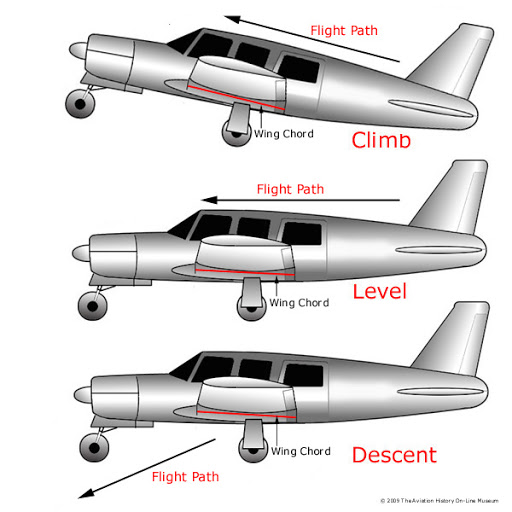 Flight Path
Wing Chord
Climb
Flight Path
Wing Chord
Level
Wing Chord
Descent
Flight Path
© 2009 The Aviation History On-Line Museum